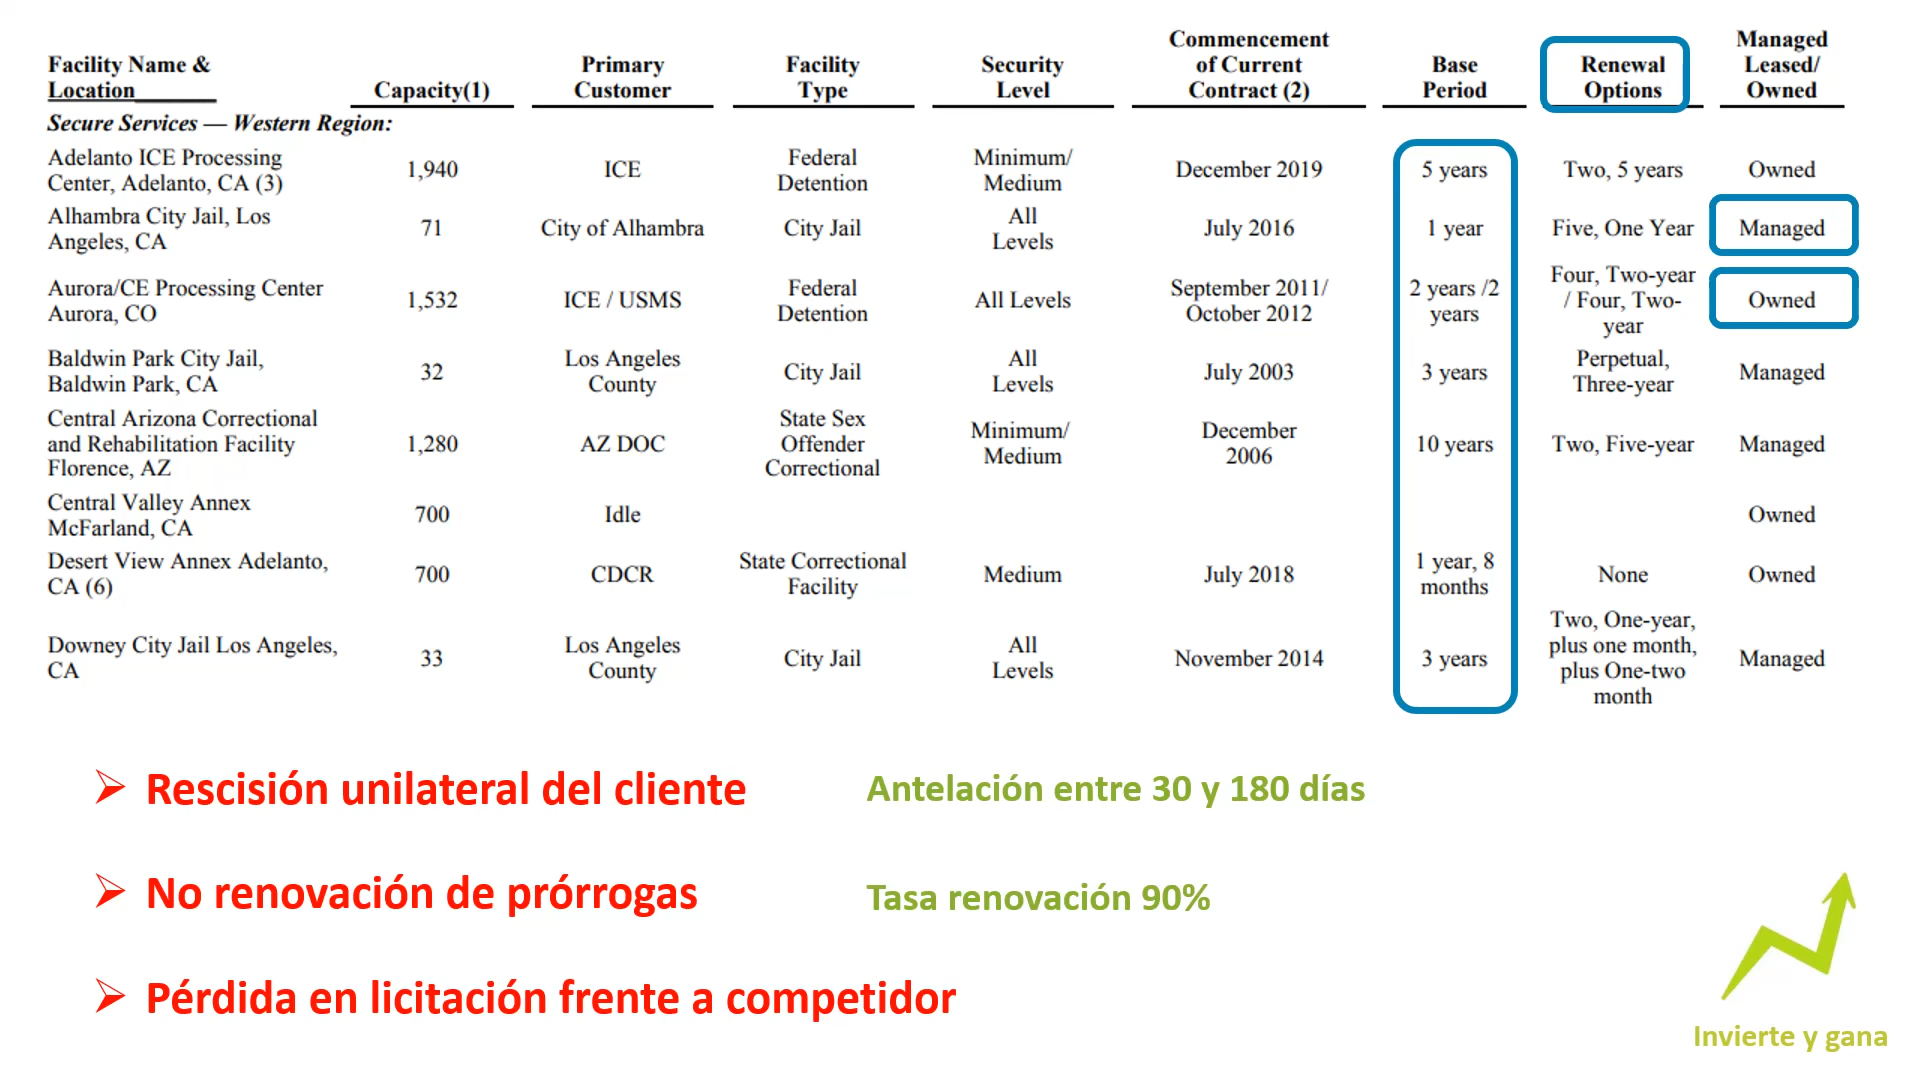 Facility Name & Location Capacity(1) Primary Customer Facility Type Security Level Commencement of Current Contract (2) Base Period Renewal Options Managed Leased/ Owned
Secure Services — Western Region:
Adelanto ICE Processing Center, Adelanto, CA (3) 1,940 ICE Federal Detention Minimum/ Medium December 2019 5 years Two, 5 years Owned
Alhambra City Jail, Los Angeles, CA 71 City of Alhambra City Jail All Levels July 2016 1 year Five, One Year Managed
Aurora/CE Processing Center Aurora, CO 1,532 ICE / USMS Federal Detention All Levels September 2011/ October 2012 2 years /2 years Four, Two-year / Four, Two-year Owned
Baldwin Park City Jail, Baldwin Park, CA 32 Los Angeles County City Jail All Levels July 2003 3 years Perpetual, Three-year Managed
Central Arizona Correctional and Rehabilitation Facility Florence, AZ 1,280 AZ DOC State Sex Offender Correctional Minimum/ Medium December 2006 10 years Two, Five-year Managed
Central Valley Annex McFarland, CA 700 Idle Owned
Desert View Annex Adelanto, CA (6) 700 CDCR State Correctional Facility Medium July 2018 1 year, 8 months None Owned
Downey City Jail Los Angeles, CA 33 Los Angeles County City Jail All Levels November 2014 3 years Two, One-year, plus one month, plus One-two month Managed
Rescisión unilateral del cliente Antelación entre 30 y 180 días
No renovación de prórrogas Tasa renovación 90%
Pérdida en licitación frente a competidor
Invierte y gana